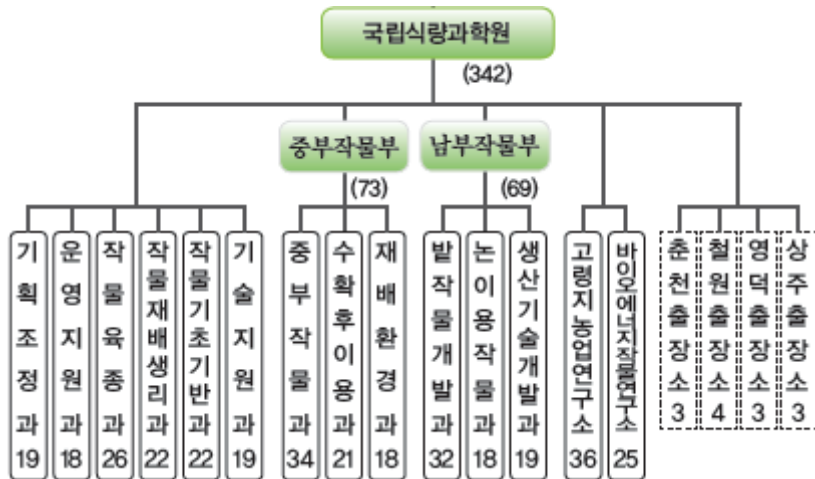 국립식량과학원
(342)
중부작물부
남부작물부
(73)
(69)
기획조정과
19
운영지원과
18
작물육종과
26
작물재배생리과
22
작물기초기반과
22
기술지원과
19
중부작물과
34
수확후이용과
21
재배환경과
18
밭작물개발과
32
논이용작물과
18
생산기술개발과
19
고령지농업연구소
36
바이오에너지작물연구소
25
춘천출장소
3
철원출장소
4
영덕출장소
3
상주출장소
3